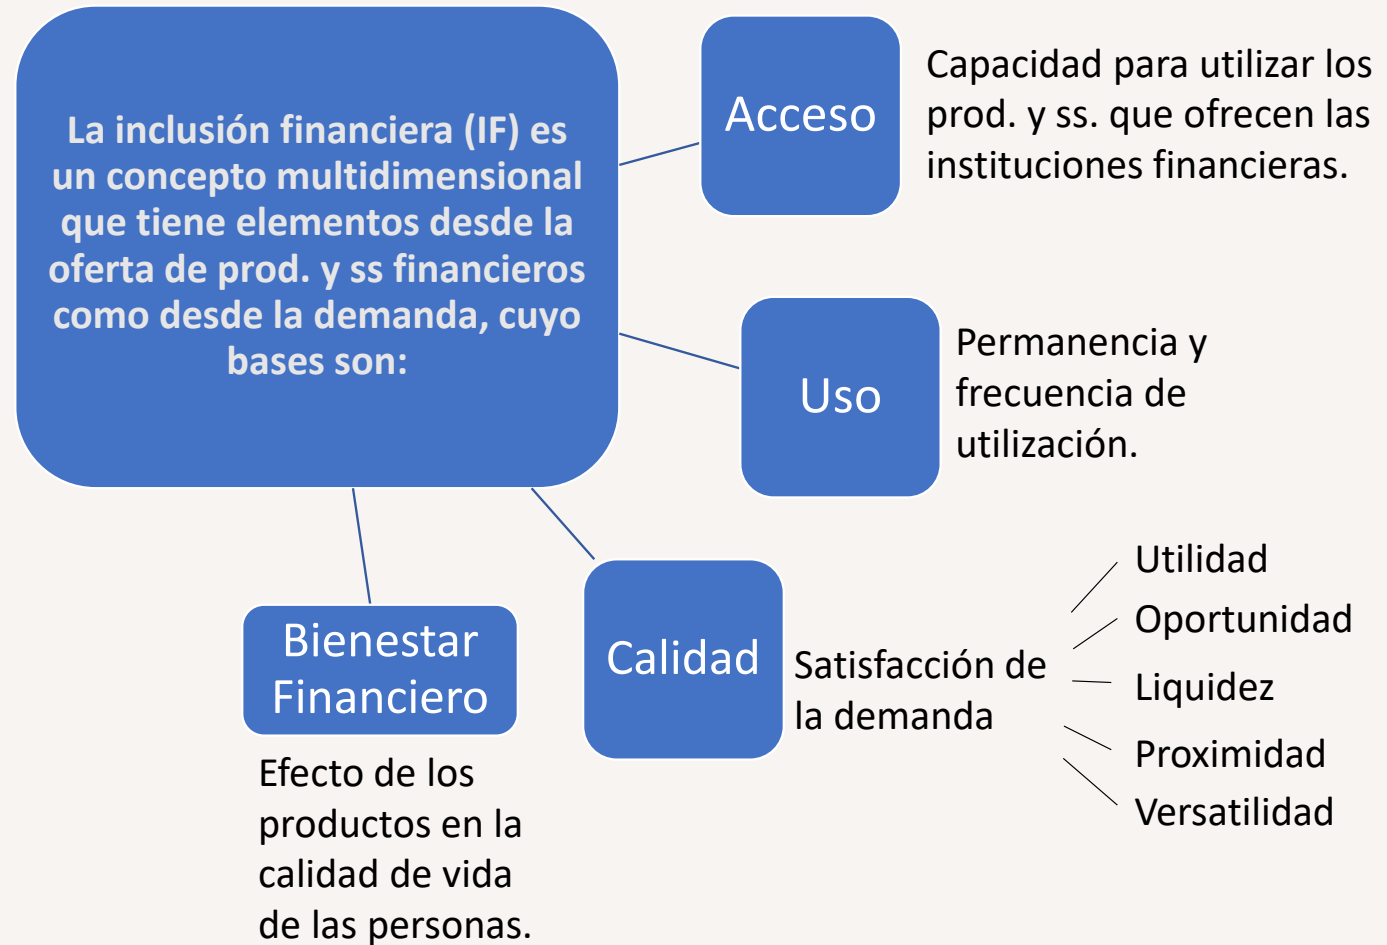 La inclusión financiera (IF) es
un concepto multidimensional
que tiene elementos desde la
oferta de prod. y ss financieros
como desde la demanda, cuyo
bases son:
Acceso
Capacidad para utilizar los
prod. y ss. que ofrecen las
instituciones financieras.
Uso
Permanencia y
frecuencia de
utilización.
Calidad
Satisfacción de
la demanda
Utilidad
Oportunidad
Liquidez
Proximidad
Versatilidad
Bienestar
Financiero
Efecto de los
productos en la
calidad de vida
de las personas.